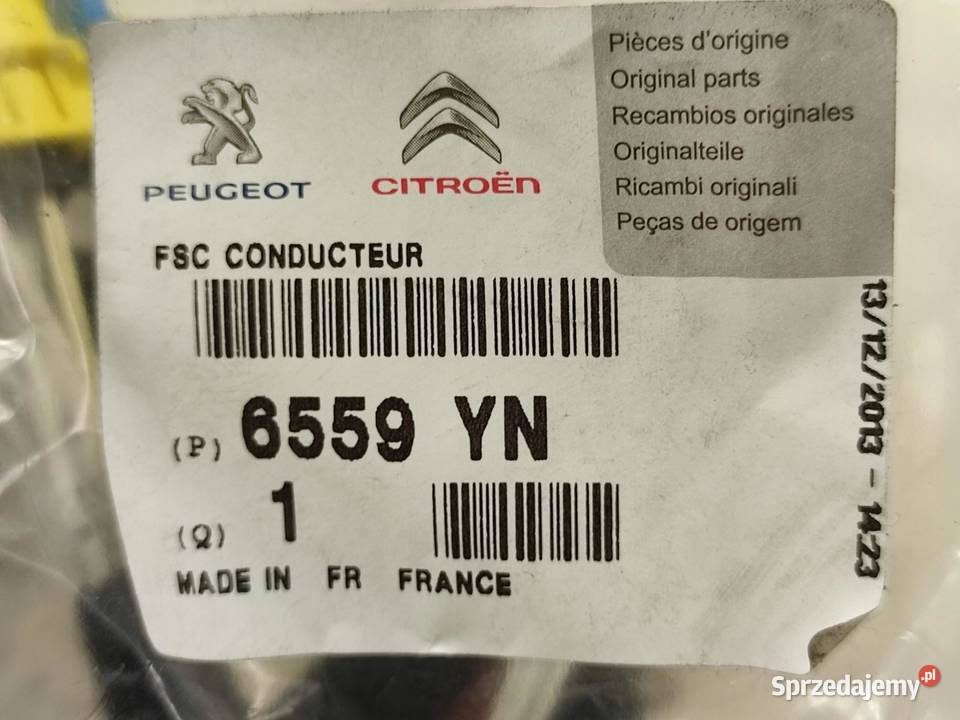 PEUGEOT
CITROËN
Pièces d'origine
Original parts
Recambios originales
Originalteile
Ricambi originali
Peças de origem
FSC CONDUCTEUR
(P) 6559 YN
(Q) 1
MADE IN FR FRANCE
13/12/2013 - 14:23
Sprzedajemy.pl